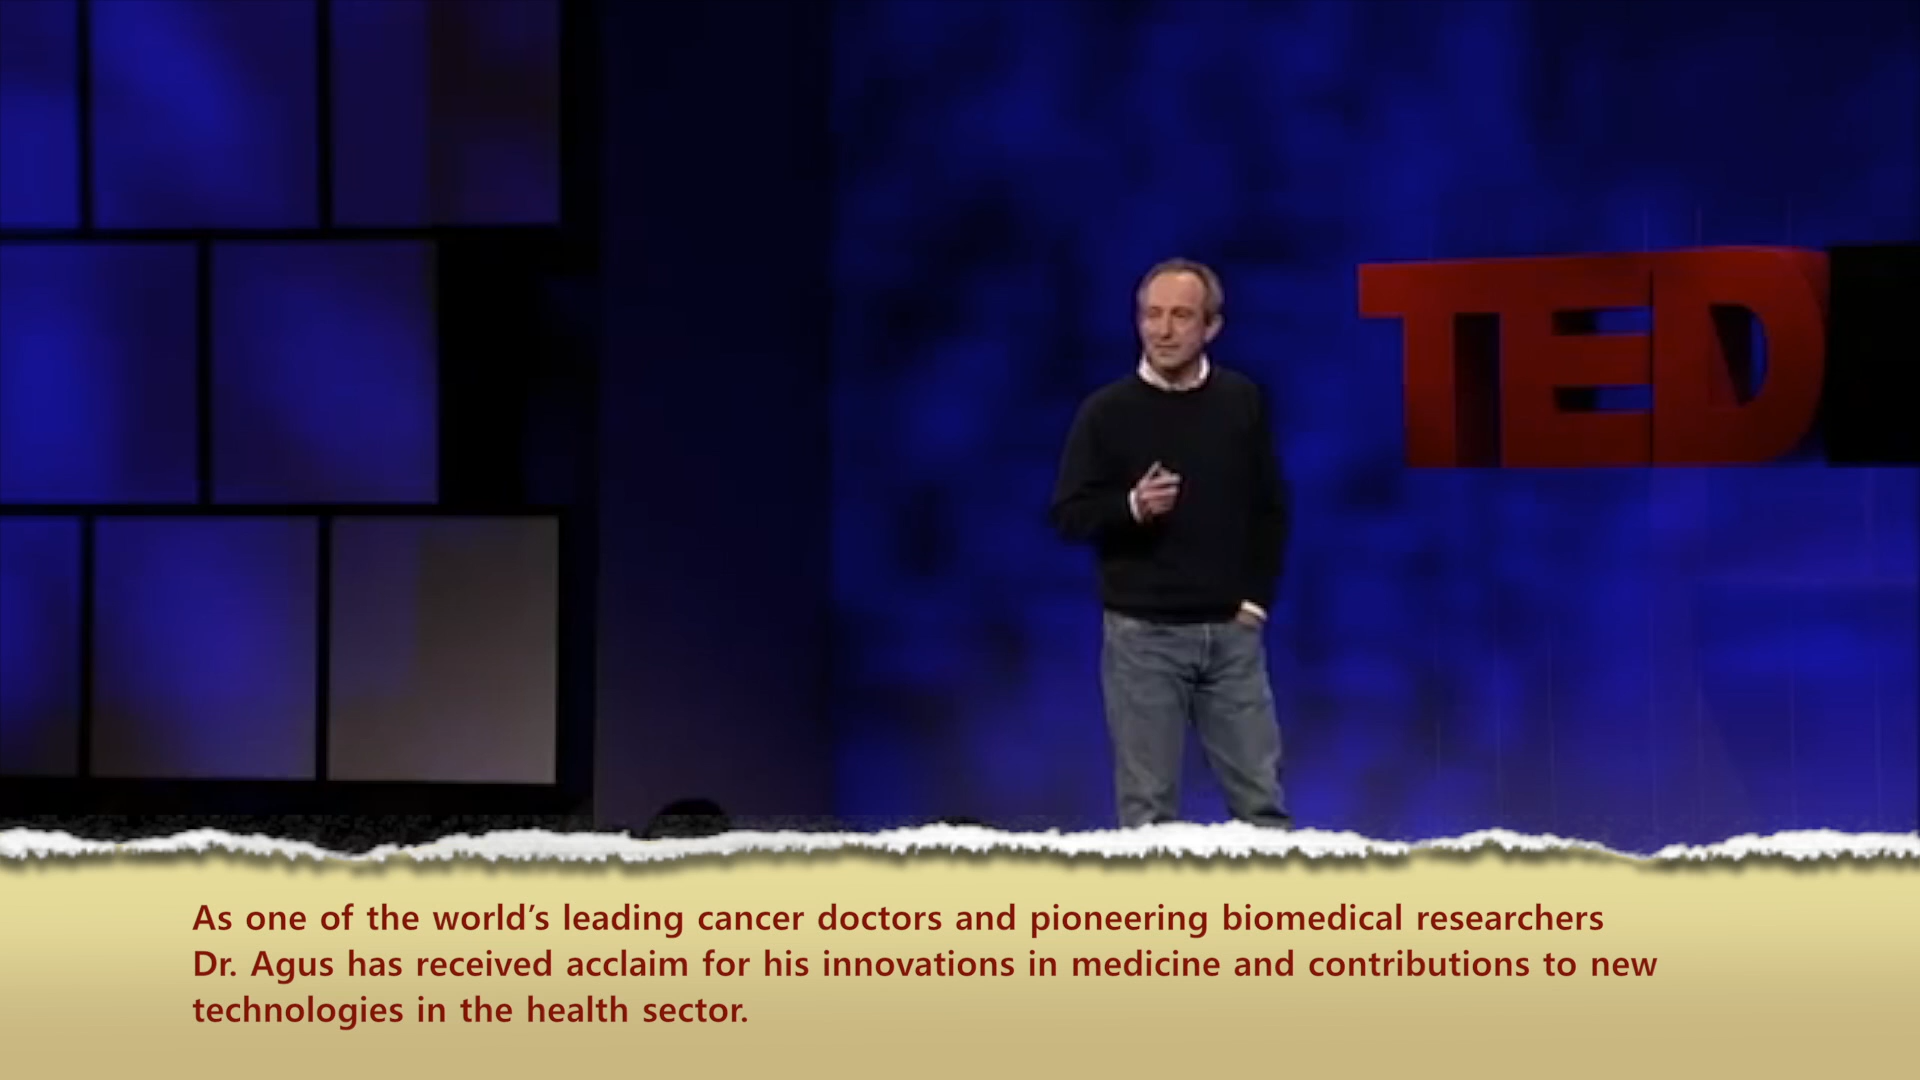 TED
As one of the world's leading cancer doctors and pioneering biomedical researchers
Dr. Agus has received acclaim for his innovations in medicine and contributions to new
technologies in the health sector.